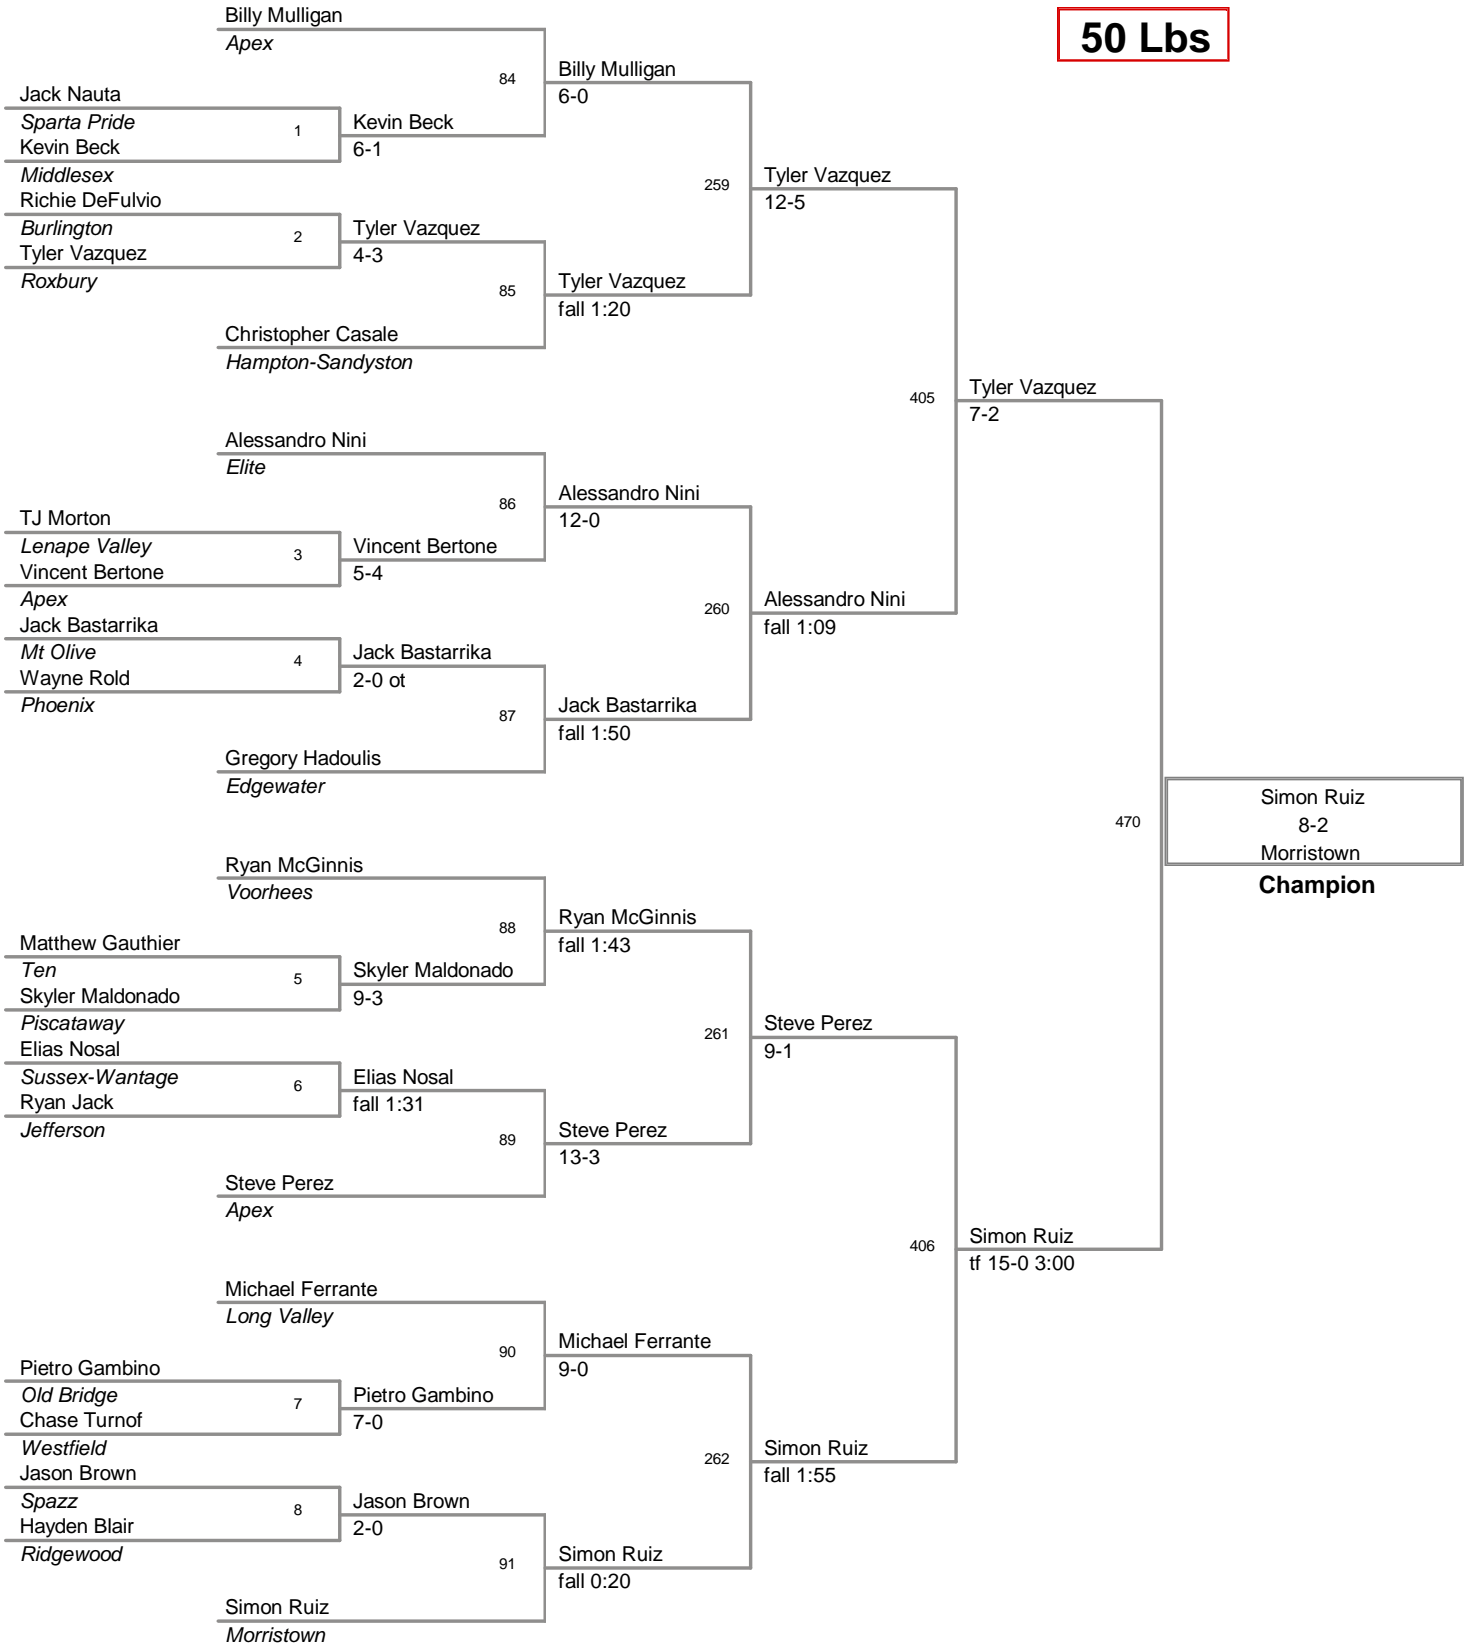 Billy Mulligan
50 Lbs
Apex
84
Billy Mulligan
6-0
Jack Nauta
Sparta Pride
1
Kevin Beck
Kevin Beck
6-1
Middlesex
259
Tyler Vazquez
12-5
Richie DeFulvio
Burlington
2
Tyler Vazquez
Tyler Vazquez
4-3
Roxbury
85
Tyler Vazquez
fall 1:20
Christopher Casale
Hampton-Sandyston
405
Tyler Vazquez
7-2
Alessandro Nini
Elite
86
Alessandro Nini
12-0
TJ Morton
Lenape Valley
3
Vincent Bertone
Vincent Bertone
5-4
Apex
260
Alessandro Nini
fall 1:09
Jack Bastarrika
Mt Olive
4
Jack Bastarrika
Wayne Rold
2-0 ot
Phoenix
87
Jack Bastarrika
fall 1:50
Gregory Hadoulis
Edgewater
470
Simon Ruiz
8-2
Morristown
Champion
Ryan McGinnis
Voorhees
88
Ryan McGinnis
fall 1:43
Matthew Gauthier
Ten
5
Skyler Maldonado
Skyler Maldonado
9-3
Piscataway
261
Steve Perez
9-1
Elias Nosal
Sussex-Wantage
6
Elias Nosal
Ryan Jack
fall 1:31
Jefferson
89
Steve Perez
13-3
Steve Perez
Apex
406
Simon Ruiz
tf 15-0 3:00
Michael Ferrante
Long Valley
90
Michael Ferrante
9-0
Pietro Gambino
Old Bridge
7
Pietro Gambino
Chase Turnof
7-0
Westfield
262
Simon Ruiz
fall 1:55
Jason Brown
Spazz
8
Jason Brown
Hayden Blair
2-0
Ridgewood
91
Simon Ruiz
fall 0:20
Simon Ruiz
Morristown